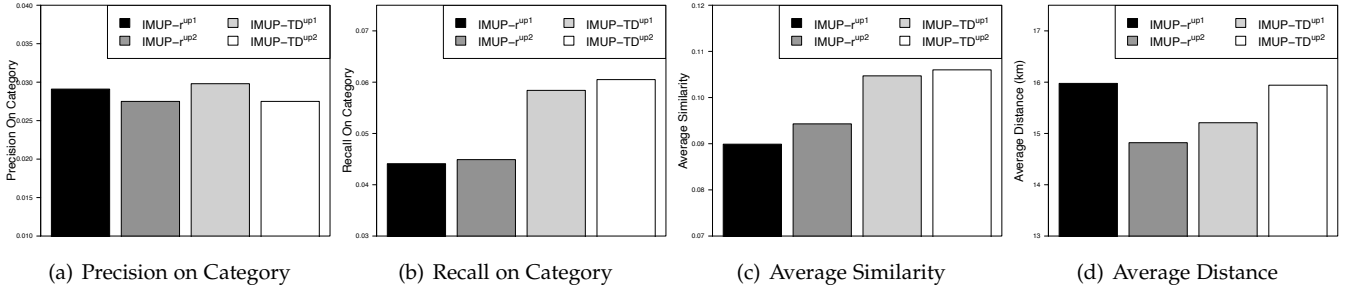 IMUP−r^up1
IMUP−r^up2
IMUP−TD^up1
IMUP−TD^up2
Precision On Category
0.040
0.035
0.030
0.025
0.020
0.015
0.010
(a) Precision on Category
IMUP−r^up1
IMUP−r^up2
IMUP−TD^up1
IMUP−TD^up2
Recall On Category
0.07
0.06
0.05
0.04
0.03
(b) Recall on Category
IMUP−r^up1
IMUP−r^up2
IMUP−TD^up1
IMUP−TD^up2
Average Similarity
0.12
0.11
0.10
0.09
0.08
0.07
(c) Average Similarity
IMUP−r^up1
IMUP−r^up2
IMUP−TD^up1
IMUP−TD^up2
Average Distance (km)
17
16
15
14
13
(d) Average Distance